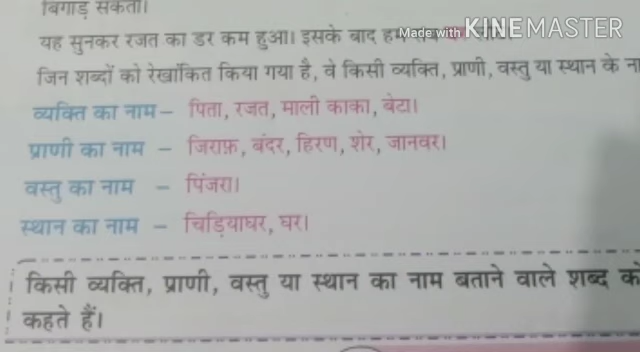 बिगाड़ सकता।
Made with KINEMASTER
यह सुनकर रजत का डर कम हुआ। इसके बाद हम
जिन शब्दों को रेखांकित किया गया है, वे किसी व्यक्ति, प्राणी, वस्तु या स्थान के
व्यक्ति का नाम – पिता, रजत, माली काका, बेटा।
प्राणी का नाम – जिराफ़, बंदर, हिरण, शेर, जानवर।
वस्तु का नाम – पिंजरा।
स्थान का नाम – चिड़ियाघर, घर।
किसी व्यक्ति, प्राणी, वस्तु या स्थान का नाम बताने वाले शब्द
कहते हैं।